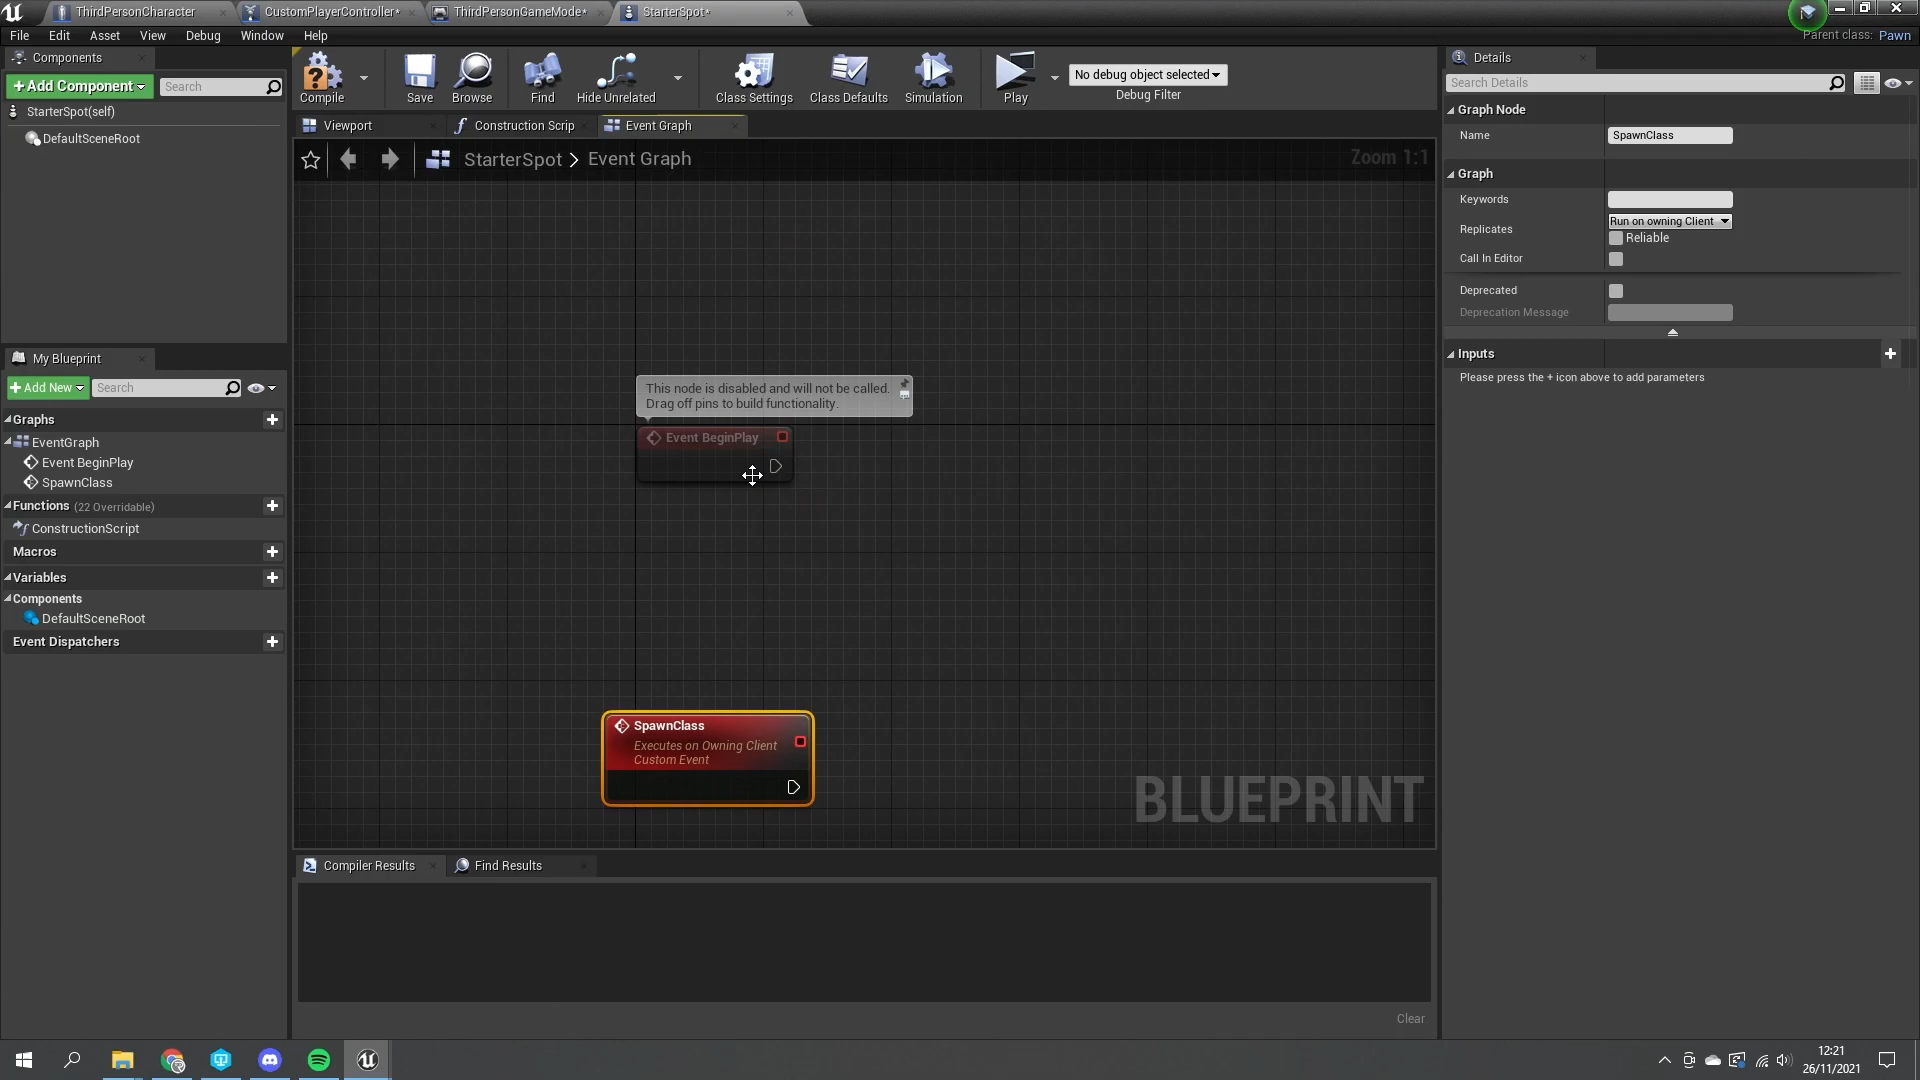 ThirdPersonCharacter
CustomPlayerController*
ThirdPersonGameMode*
StarterSpot*
File Edit Asset View Debug Window Help
Parent class: Pawn
Components
+ Add Component
Search
StarterSpot(self)
DefaultSceneRoot
Compile
Save
Browse
Find
Hide Unrelated
Class Settings
Class Defaults
Simulation
Play
No debug object selected
Debug Filter
Viewport
Construction Scrip
Event Graph
StarterSpot > Event Graph
Zoom 1:1
This node is disabled and will not be called.
Drag off pins to build functionality.
Event BeginPlay
SpawnClass
Executes on Owning Client
Custom Event
BLUEPRINT
My Blueprint
+ Add New
Search
Graphs
EventGraph
Event BeginPlay
SpawnClass
Functions (22 Overridable)
ConstructionScript
Macros
Variables
Components
DefaultSceneRoot
Event Dispatchers
Compiler Results
Find Results
Clear
Details
Search Details
Graph Node
Name
SpawnClass
Graph
Keywords
Replicates
Run on owning Client
Reliable
Call In Editor
Deprecated
Deprecation Message
Inputs
Please press the + icon above to add parameters
12:21
26/11/2021